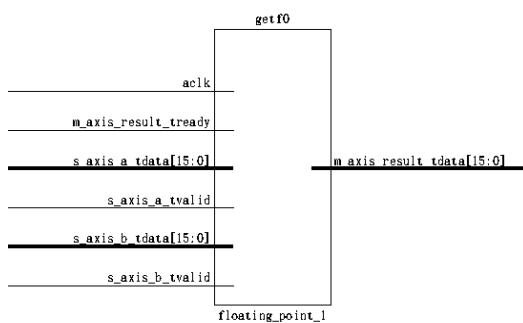 getf0
aclk
m_axis_result_tready
s_axis_a_tdata[15:0]
m_axis_result_tdata[15:0]
s_axis_a_tvalid
s_axis_b_tdata[15:0]
s_axis_b_tvalid
floating_point_1